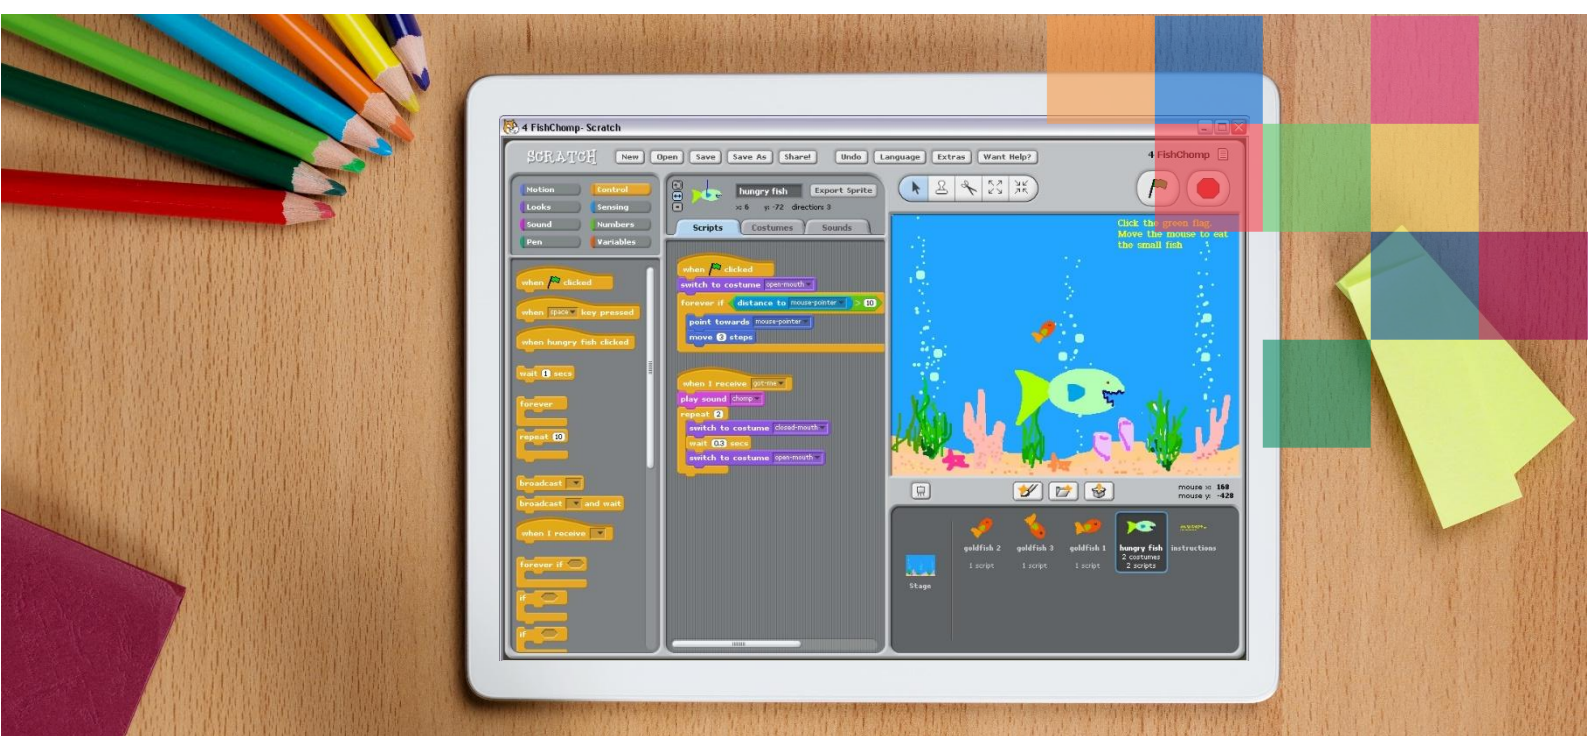 4 FishChomp- Scratch
SCRATCH
New
Open
Save
Save As
Share!
Undo
Language
Extras
Want Help?
4 FishChomp
Motion
Control
Looks
Sensing
Sound
Numbers
Pen
Variables
hungry fish
Export Sprite
x: 6 y: -72 direction: 3
Scripts
Costumes
Sounds
when clicked
when space key pressed
when hungry fish clicked
wait 1 secs
forever
repeat 10
broadcast
broadcast and wait
when I receive
forever if
if
if
when clicked
switch to costume open-mouth
forever if distance to mouse-pointer > 10
point towards mouse-pointer
move 3 steps
when I receive got-me
play sound chomp
repeat 2
switch to costume closed-mouth
wait 0.3 secs
switch to costume open-mouth
Click the green flag.
Move the mouse to eat
the small fish
mouse x: 168
mouse y: -428
Stage
goldfish 2
1 script
goldfish 3
1 script
goldfish 1
1 script
hungry fish
2 costumes
2 scripts
instructions